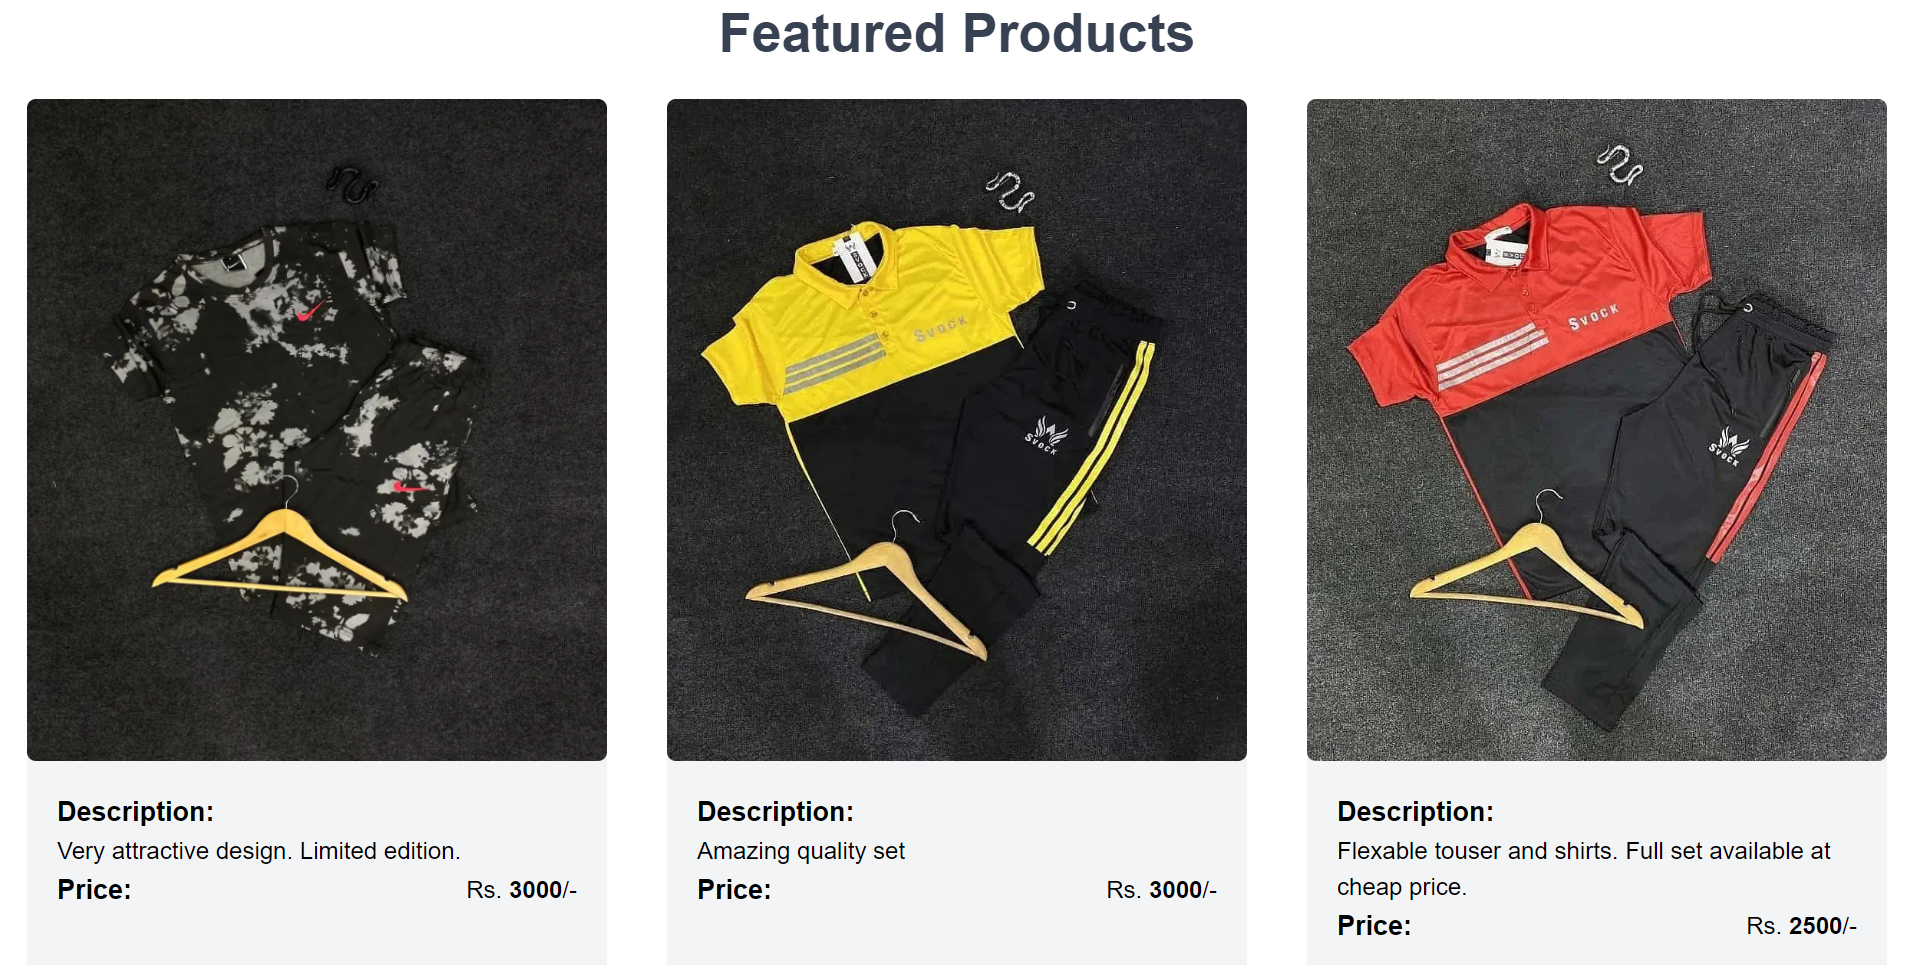 Featured Products
SVOCK
SVOCK
SVOCK
SVOCK
Description:
Very attractive design. Limited edition.
Price: Rs. 3000/-
Description:
Amazing quality set
Price: Rs. 3000/-
Description:
Flexable touser and shirts. Full set available at
cheap price.
Price: Rs. 2500/-